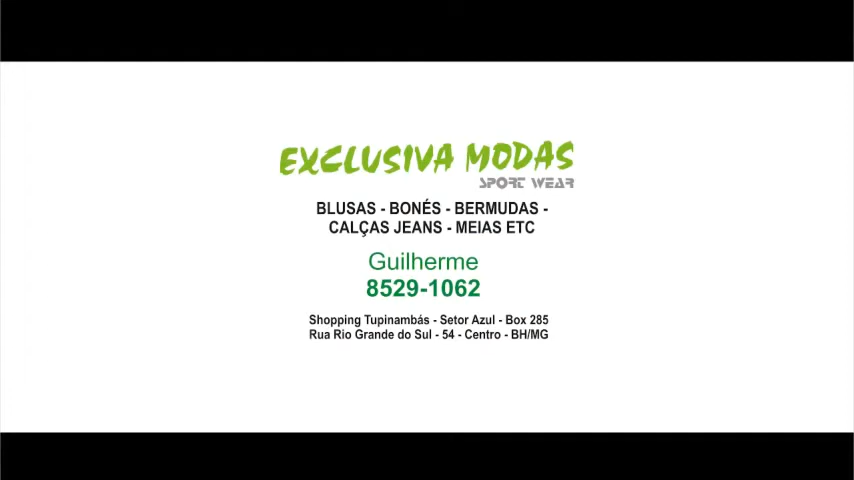 EXCLUSIVA MODAS
SPORT WEAR
BLUSAS - BONÉS - BERMUDAS -
CALÇAS JEANS - MEIAS ETC
Guilherme
8529-1062
Shopping Tupinambás - Setor Azul - Box 285
Rua Rio Grande do Sul - 54 - Centro - BH/MG